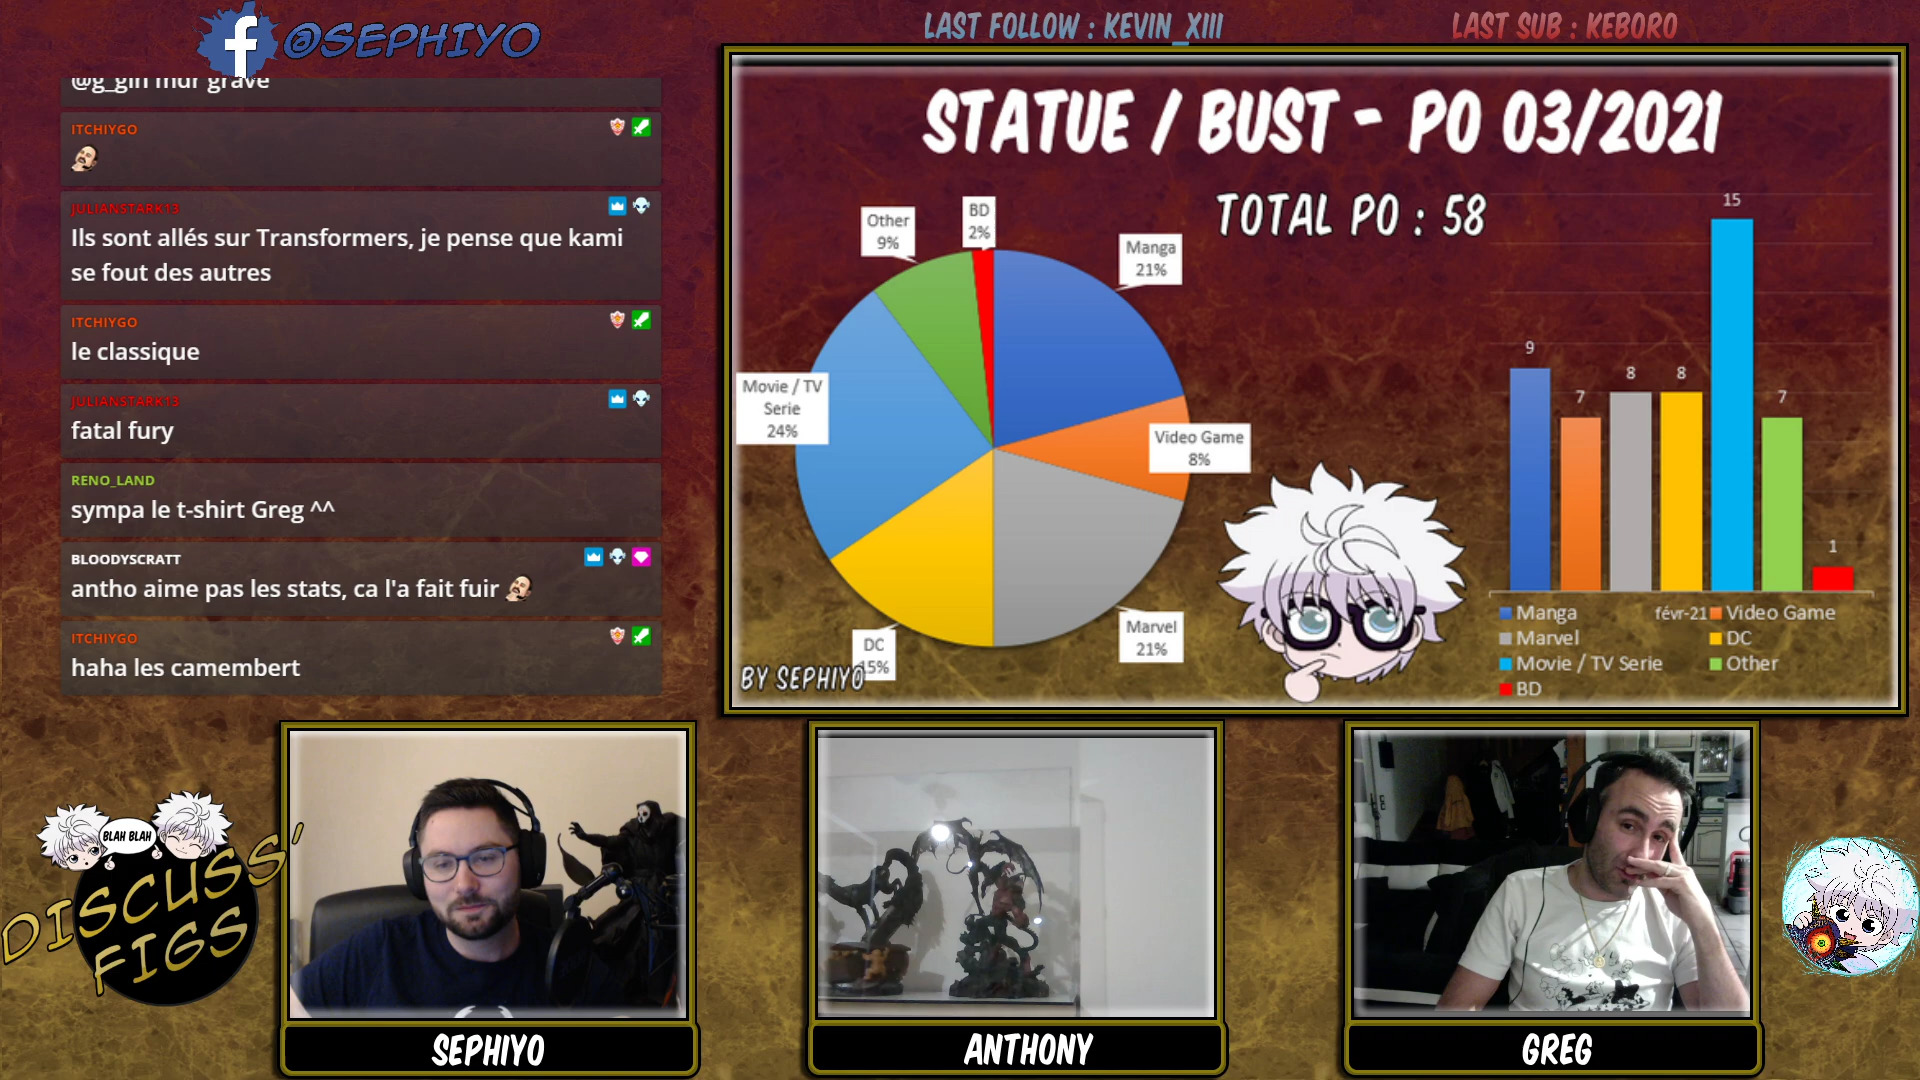 @SEPHIYO
LAST FOLLOW : KEVIN_XIII
LAST SUB : KEBORO
@g_gin mdr grave
ITCHIYGO
JULIANSTARK13
Ils sont allés sur Transformers, je pense que kami
se fout des autres
ITCHIYGO
le classique
JULIANSTARK13
fatal fury
RENO_LAND
sympa le t-shirt Greg ^^
BLOODYSCRATT
antho aime pas les stats, ca l'a fait fuir
ITCHIYGO
haha les camembert
STATUE / BUST - PO 03/2021
TOTAL PO : 58
Other
9%
BD
2%
Manga
21%
Movie / TV
Serie
24%
Video Game
8%
DC
15%
Marvel
21%
BY SEPHIYO
15
9
7
8
8
7
1
févr-21
Manga
Video Game
Marvel
DC
Movie / TV Serie
Other
BD
BLAH BLAH
DISCUSS'
FIGS
SEPHIYO
ANTHONY
GREG